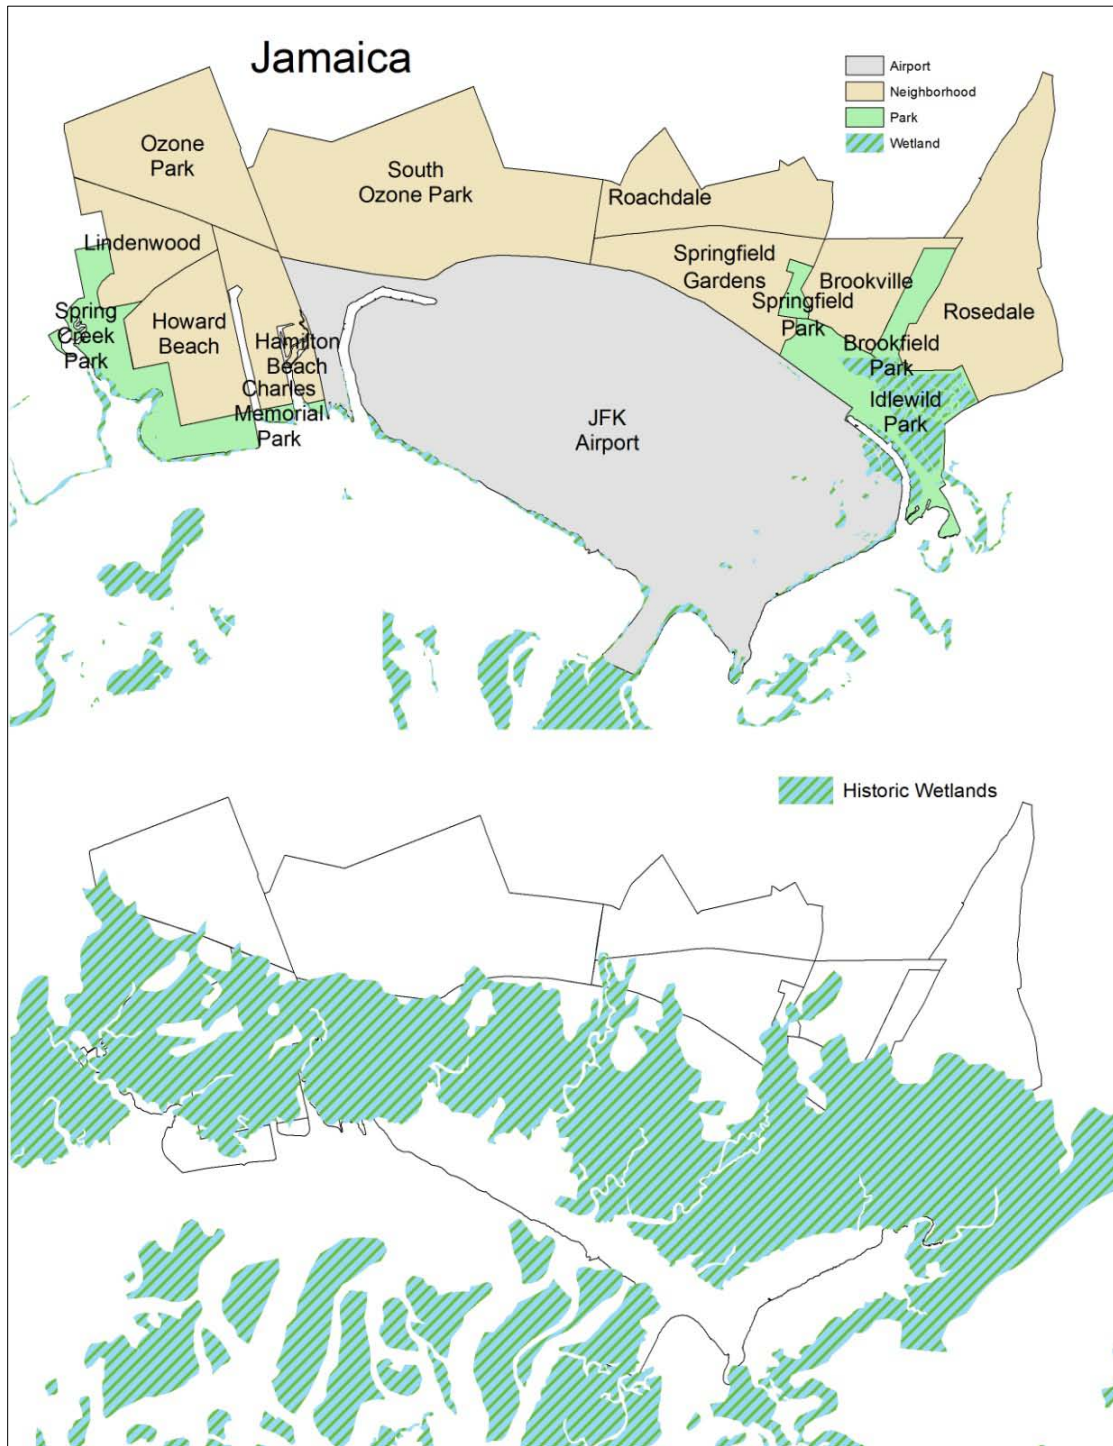 Jamaica
Airport
Neighborhood
Park
Wetland
Ozone
Park
South
Ozone Park
Roachdale
Lindenwood
Springfield
Gardens
Brookville
Springfield
Park
Rosedale
Spring
Creek
Park
Howard
Beach
Hamilton
Beach
Charles
Memorial
Park
Brookfield
Park
Idlewild
Park
JFK
Airport
Historic Wetlands